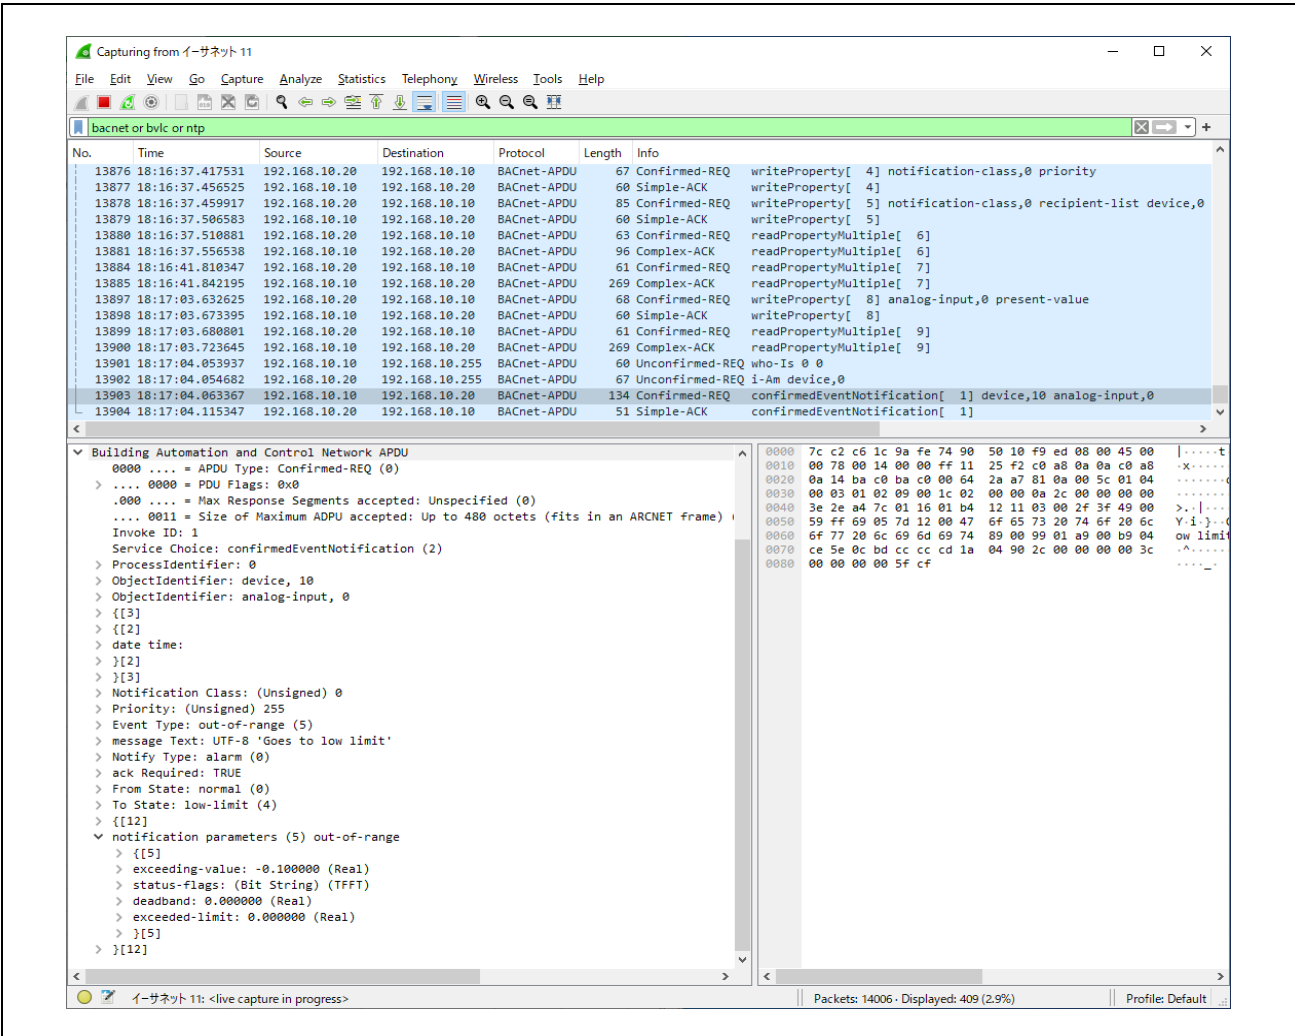 Capturing from イーサネット 11
File Edit View Go Capture Analyze Statistics Telephony Wireless Tools Help
bacnet or bvlc or ntp
No. Time Source Destination Protocol Length Info
13876 18:16:37.417531 192.168.10.20 192.168.10.10 BACnet-APDU 67 Confirmed-REQ writeProperty[ 4] notification-class,0 priority
13877 18:16:37.456525 192.168.10.10 192.168.10.20 BACnet-APDU 60 Simple-ACK writeProperty[ 4]
13878 18:16:37.459917 192.168.10.20 192.168.10.10 BACnet-APDU 85 Confirmed-REQ writeProperty[ 5] notification-class,0 recipient-list device,0
13879 18:16:37.506583 192.168.10.10 192.168.10.20 BACnet-APDU 60 Simple-ACK writeProperty[ 5]
13880 18:16:37.510881 192.168.10.20 192.168.10.10 BACnet-APDU 63 Confirmed-REQ readPropertyMultiple[ 6]
13881 18:16:37.556538 192.168.10.10 192.168.10.20 BACnet-APDU 96 Complex-ACK readPropertyMultiple[ 6]
13884 18:16:41.810347 192.168.10.20 192.168.10.10 BACnet-APDU 61 Confirmed-REQ readPropertyMultiple[ 7]
13885 18:16:41.842195 192.168.10.10 192.168.10.20 BACnet-APDU 269 Complex-ACK readPropertyMultiple[ 7]
13897 18:17:03.632625 192.168.10.20 192.168.10.10 BACnet-APDU 68 Confirmed-REQ writeProperty[ 8] analog-input,0 present-value
13898 18:17:03.673395 192.168.10.10 192.168.10.20 BACnet-APDU 60 Simple-ACK writeProperty[ 8]
13899 18:17:03.680801 192.168.10.20 192.168.10.10 BACnet-APDU 61 Confirmed-REQ readPropertyMultiple[ 9]
13900 18:17:03.723645 192.168.10.10 192.168.10.20 BACnet-APDU 269 Complex-ACK readPropertyMultiple[ 9]
13901 18:17:04.053937 192.168.10.10 192.168.10.255 BACnet-APDU 60 Unconfirmed-REQ who-Is 0 0
13902 18:17:04.054682 192.168.10.20 192.168.10.255 BACnet-APDU 67 Unconfirmed-REQ i-Am device,0
13903 18:17:04.063367 192.168.10.10 192.168.10.20 BACnet-APDU 134 Confirmed-REQ confirmedEventNotification[ 1] device,10 analog-input,0
13904 18:17:04.115347 192.168.10.20 192.168.10.10 BACnet-APDU 51 Simple-ACK confirmedEventNotification[ 1]
Building Automation and Control Network APDU
0000 .... = APDU Type: Confirmed-REQ (0)
.... 0000 = PDU Flags: 0x0
.000 .... = Max Response Segments accepted: Unspecified (0)
.... 0011 = Size of Maximum ADPU accepted: Up to 480 octets (fits in an ARCNET frame) (
Invoke ID: 1
Service Choice: confirmedEventNotification (2)
ProcessIdentifier: 0
ObjectIdentifier: device, 10
ObjectIdentifier: analog-input, 0
{[3]
{[2]
date time:
}[2]
}[3]
Notification Class: (Unsigned) 0
Priority: (Unsigned) 255
Event Type: out-of-range (5)
message Text: UTF-8 'Goes to low limit'
Notify Type: alarm (0)
ack Required: TRUE
From State: normal (0)
To State: low-limit (4)
{[12]
notification parameters (5) out-of-range
{[5]
exceeding-value: -0.100000 (Real)
status-flags: (Bit String) (TFFT)
deadband: 0.000000 (Real)
exceeded-limit: 0.000000 (Real)
}[5]
}[12]
0000 7c c2 c6 1c 9a fe 74 90 50 10 f9 ed 08 00 45 00 |·····t
0010 00 78 00 14 00 00 ff 11 25 f2 c0 a8 0a 0a c0 a8 ·x·····
0020 0a 14 ba c0 ba c0 00 64 2a a7 81 0a 00 5c 01 04 ·······d
0030 00 03 01 02 09 00 1c 02 00 00 0a 2c 00 00 00 00 ·······
0040 3e 2e a4 7c 01 16 01 b4 12 11 03 00 2f 3f 49 00 >.·|····
0050 59 ff 69 05 7d 12 00 47 6f 65 73 20 74 6f 20 6c Y·i·}··G
0060 6f 77 20 6c 69 6d 69 74 89 00 99 01 a9 00 b9 04 ow limit
0070 ce 5e 0c bd cc cc cd 1a 04 90 2c 00 00 00 00 3c ·^·····
0080 00 00 00 00 5f cf ····_·
イーサネット 11: <live capture in progress> Packets: 14006 · Displayed: 409 (2.9%) Profile: Default